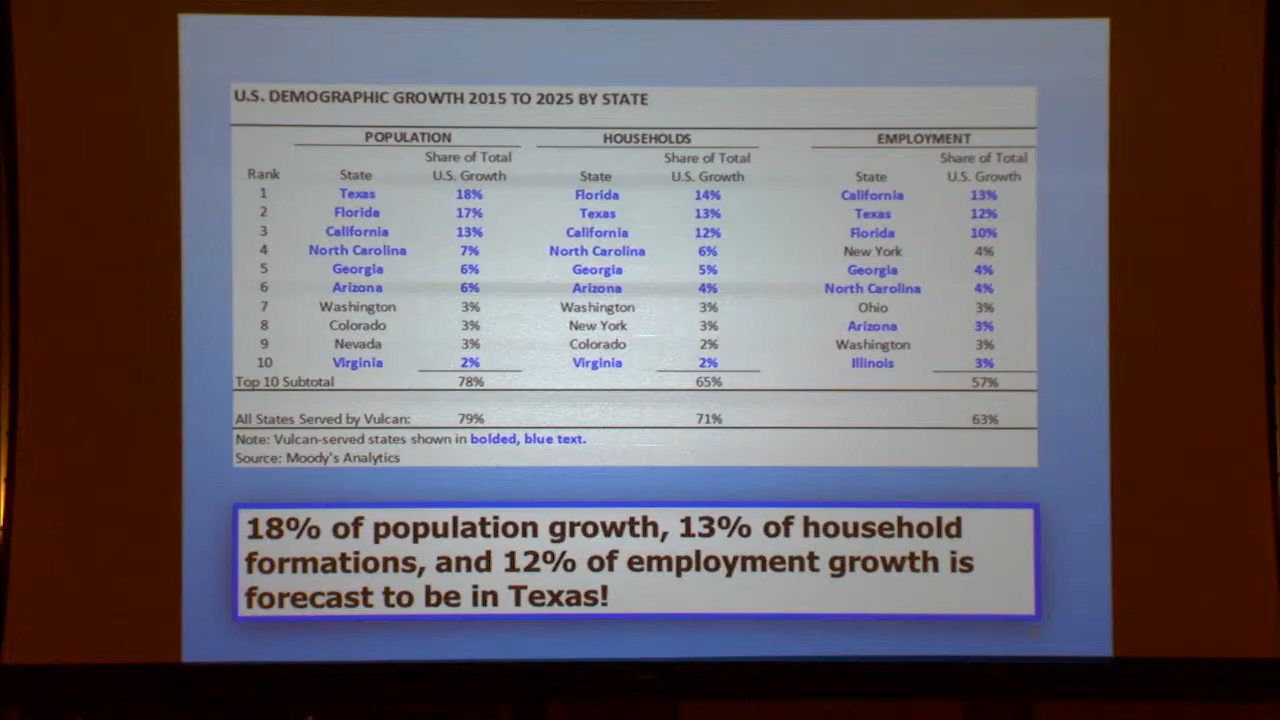 U.S. DEMOGRAPHIC GROWTH 2015 TO 2025 BY STATE
POPULATION HOUSEHOLDS EMPLOYMENT
Share of Total Share of Total Share of Total
Rank State U.S. Growth State U.S. Growth State U.S. Growth
1 Texas 18% Florida 14% California 13%
2 Florida 17% Texas 13% Texas 12%
3 California 13% California 12% Florida 10%
4 North Carolina 7% North Carolina 6% New York 4%
5 Georgia 6% Georgia 5% Georgia 4%
6 Arizona 6% Arizona 4% North Carolina 4%
7 Washington 3% Washington 3% Ohio 3%
8 Colorado 3% New York 3% Arizona 3%
9 Nevada 3% Colorado 2% Washington 3%
10 Virginia 2% Virginia 2% Illinois 3%
Top 10 Subtotal 78% 65% 57%
All States Served by Vulcan: 79% 71% 63%
Note: Vulcan-served states shown in bolded, blue text.
Source: Moody's Analytics
18% of population growth, 13% of household
formations, and 12% of employment growth is
forecast to be in Texas!